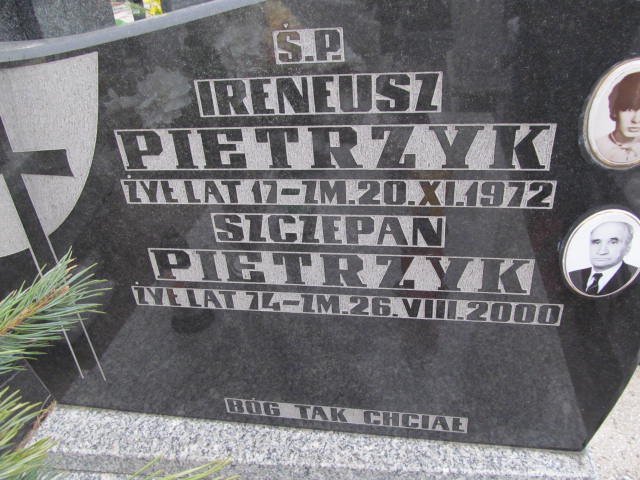 Ś.P.
IRENEUSZ
PIETRZYK
ŻYŁ LAT 17-ZM.20.XI.1972
SZCZEPAN
PIETRZYK
ŻYŁ LAT 74-ZM.26.VIII.2000
BÓG TAK CHCIAŁ